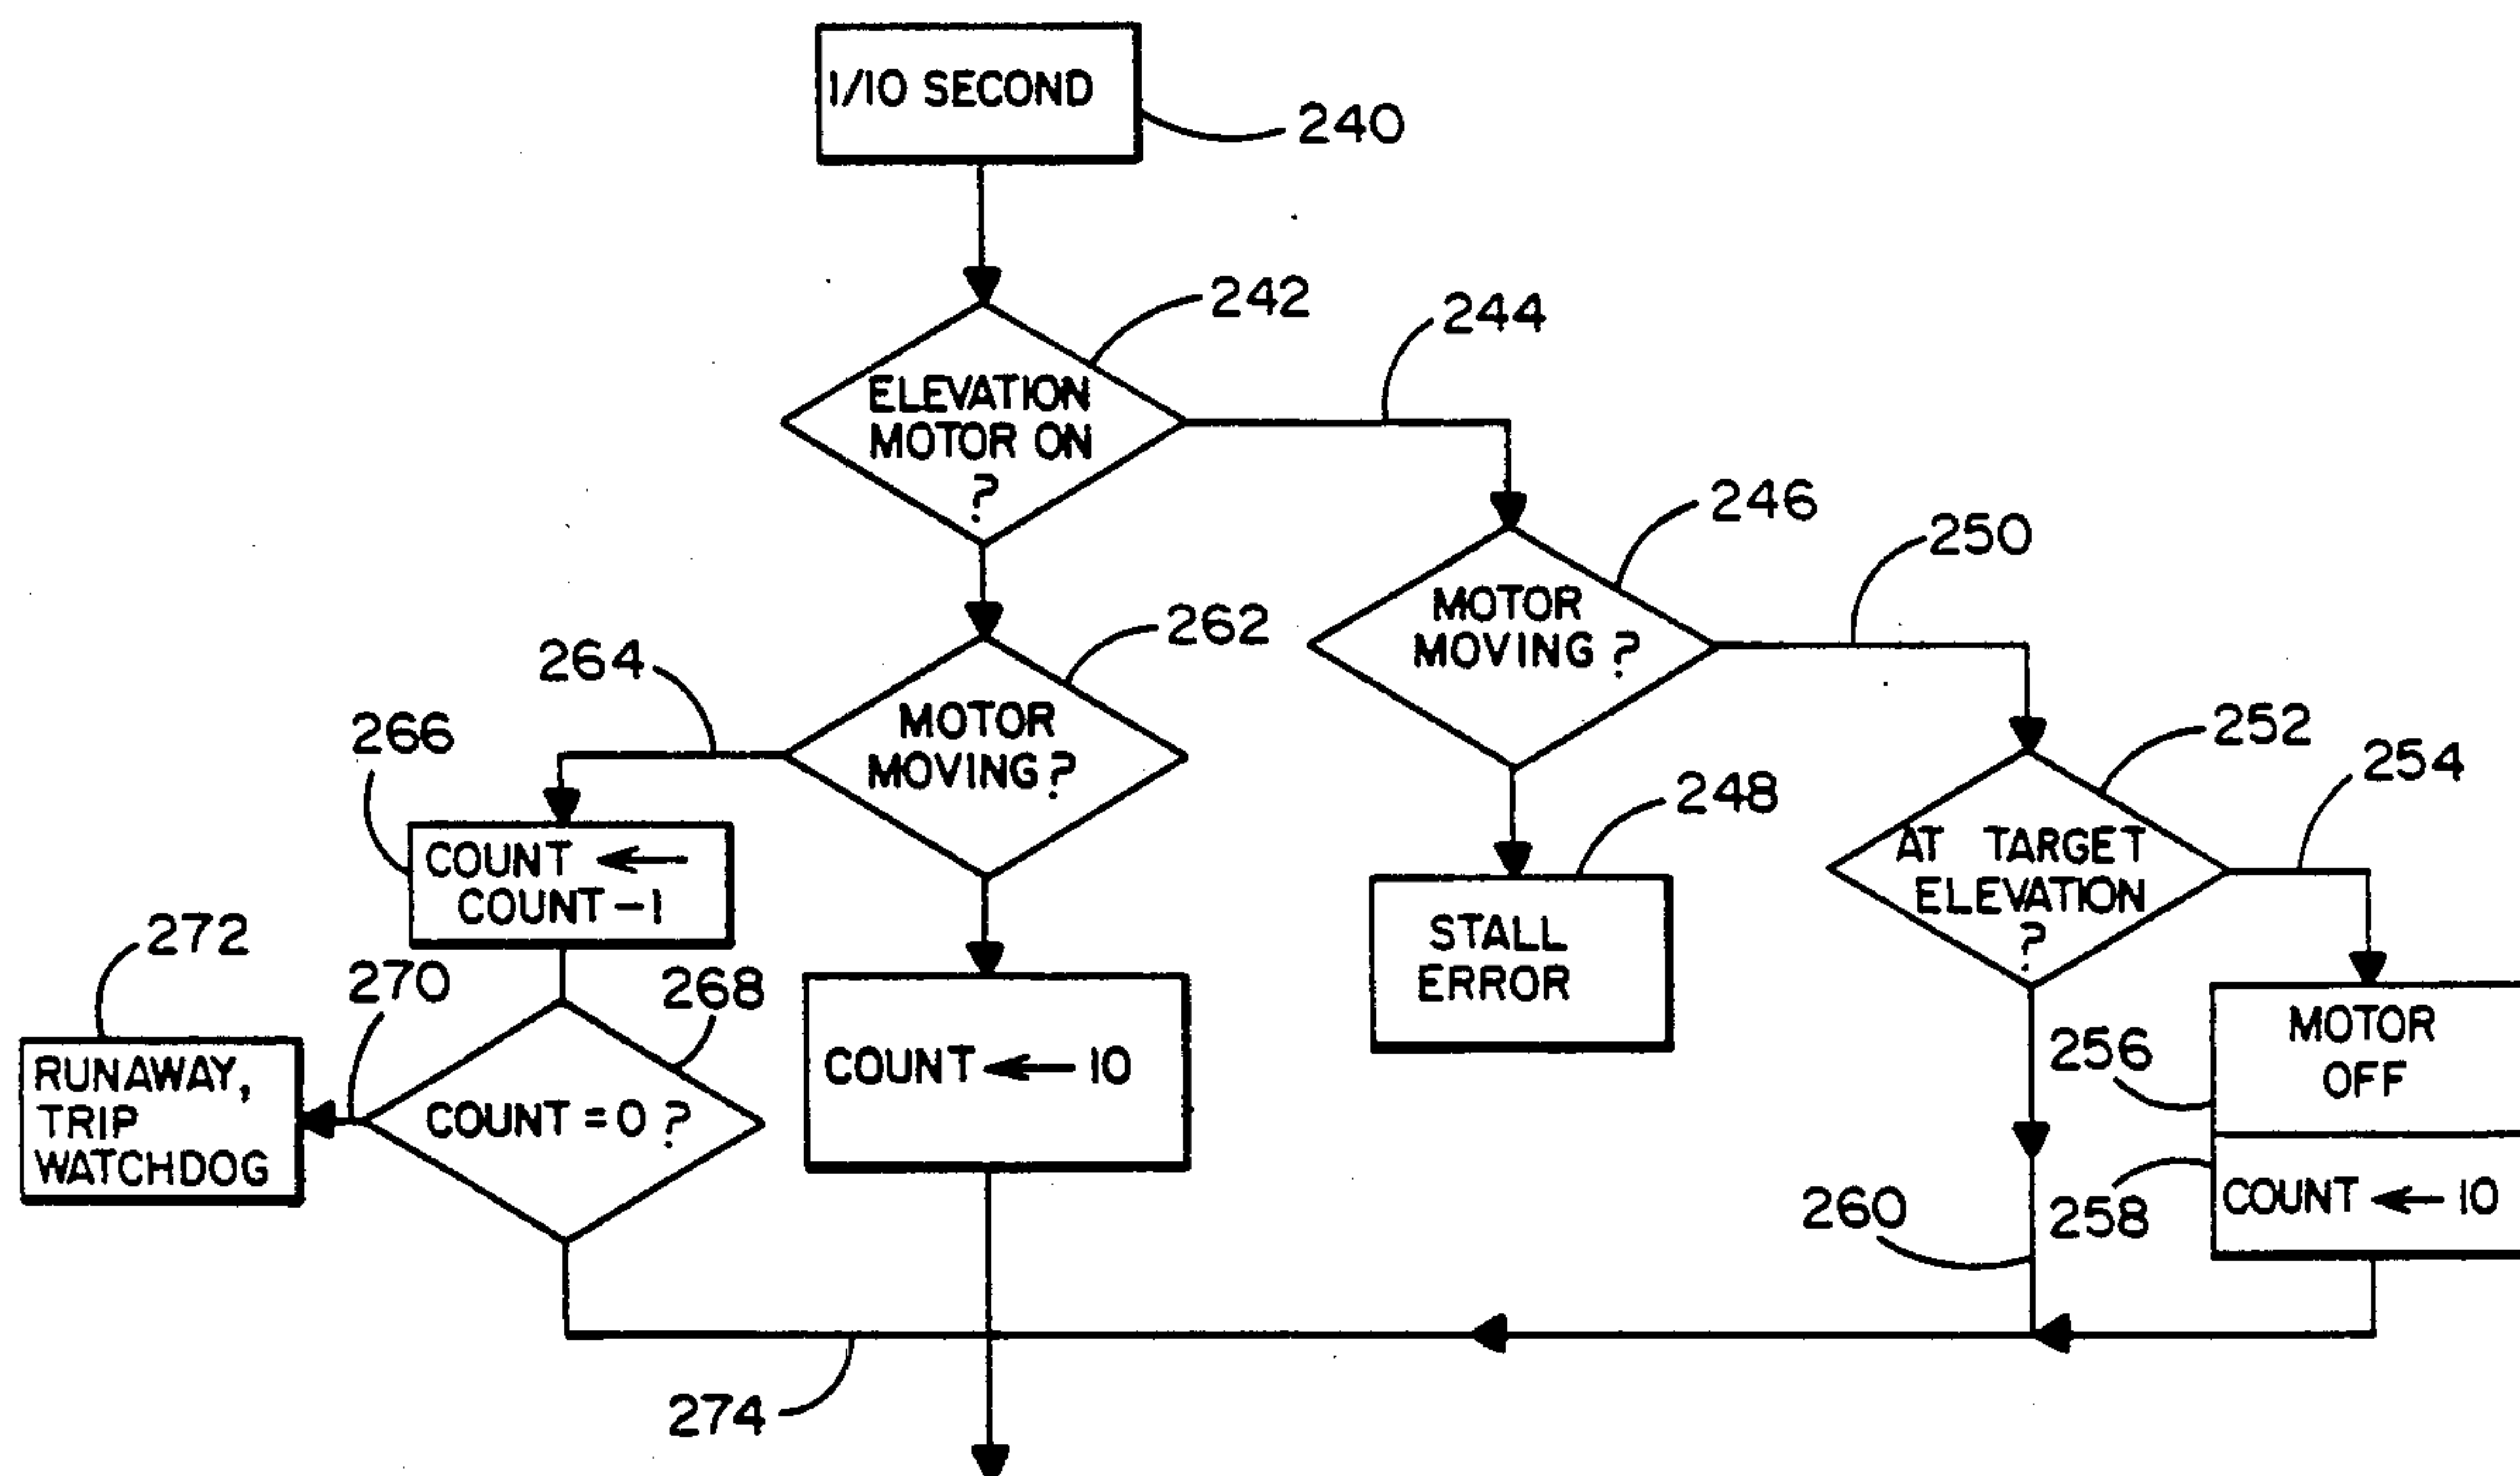 1/10 SECOND
240
242
244
ELEVATION
MOTOR ON
?
246
250
MOTOR
MOVING ?
262
264
266
MOTOR
MOVING ?
252
254
248
COUNT ←
COUNT –1
AT TARGET
ELEVATION
?
272
270
268
STALL
ERROR
MOTOR
OFF
256
RUNAWAY,
TRIP
WATCHDOG
COUNT = 0 ?
COUNT ← 10
260
258
COUNT ← 10
274